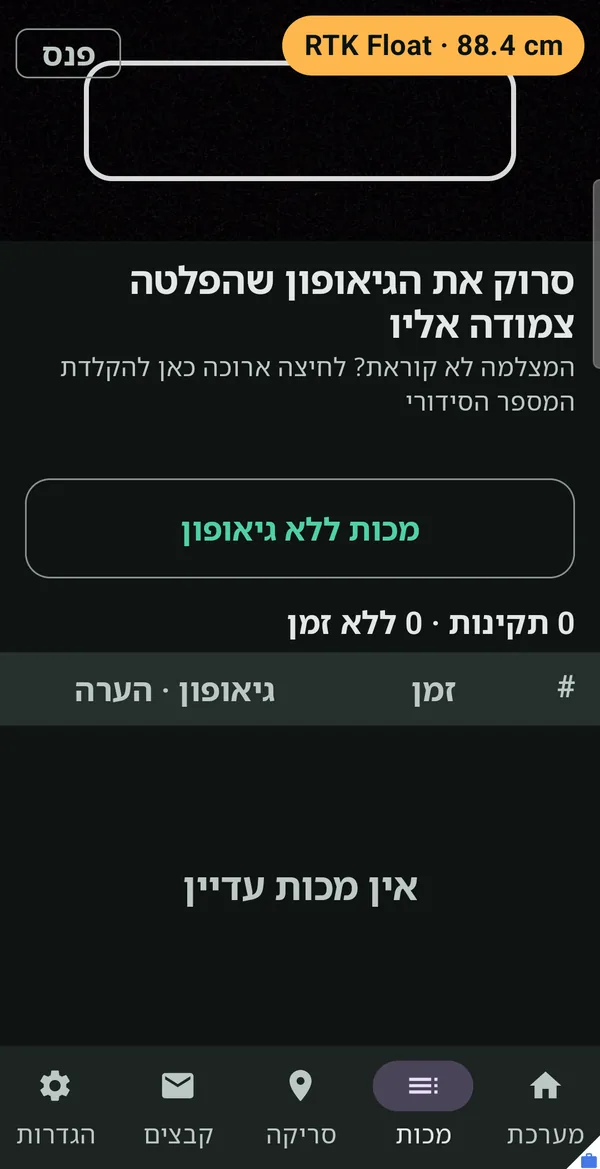 RTK Float · 88.4 cm
פנס
סרוק את הגיאופון שהפלטה
צמודה אליו
המצלמה לא קוראת? לחיצה ארוכה כאן להקלדת
המספר הסידורי
מכות ללא גיאופון
0 תקינות · 0 ללא זמן
# זמן גיאופון · הערה
אין מכות עדיין
מערכת מכות סריקה קבצים הגדרות